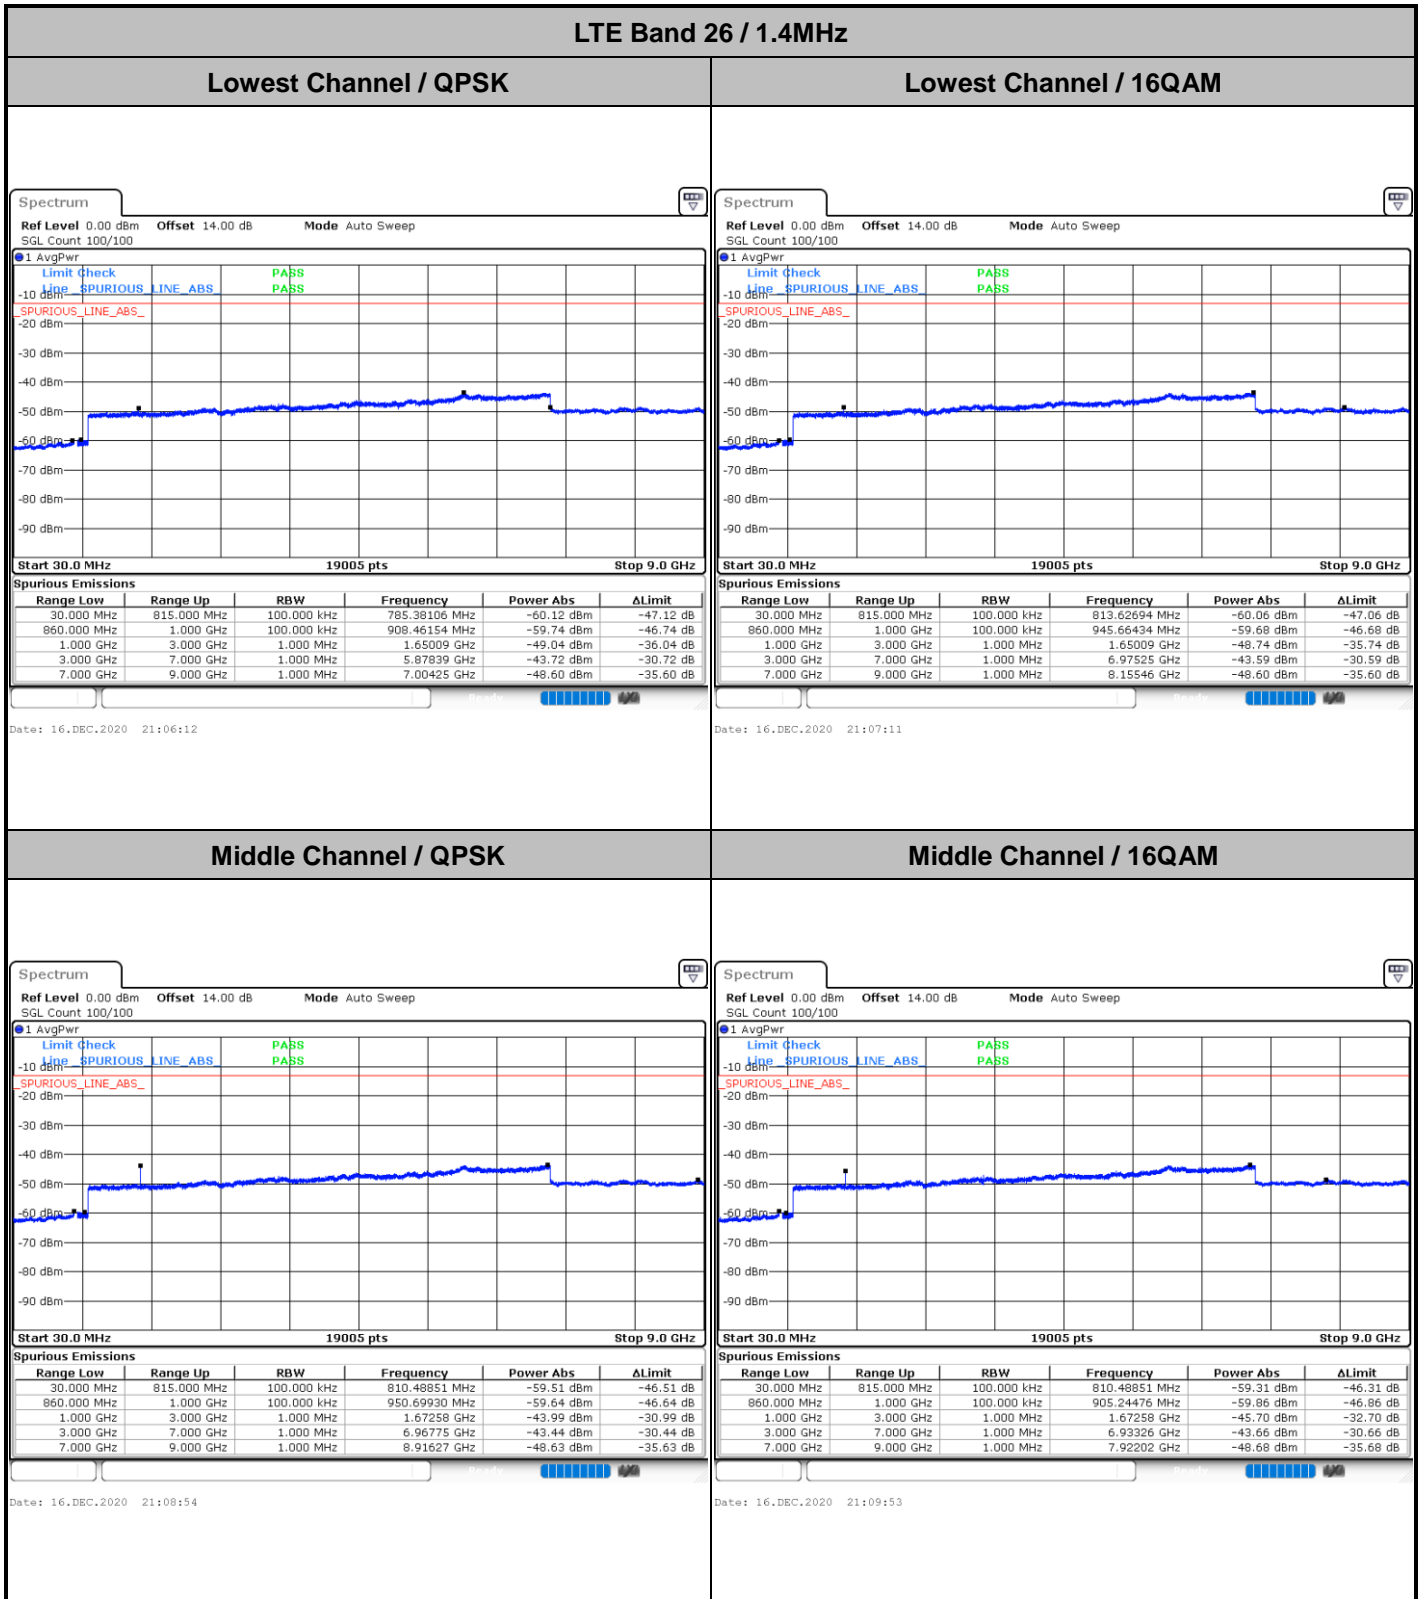 LTE Band 26 / 1.4MHz
Lowest Channel / QPSK
Lowest Channel / 16QAM
Spectrum
Ref Level 0.00 dBm Offset 14.00 dB Mode Auto Sweep
SGL Count 100/100
1 AvgPwr
Limit Check PASS
Line _SPURIOUS_LINE_ABS_ PASS
-10 dBm
_SPURIOUS_LINE_ABS_
-20 dBm
-30 dBm
-40 dBm
-50 dBm
-60 dBm
-70 dBm
-80 dBm
-90 dBm
Start 30.0 MHz 19005 pts Stop 9.0 GHz
Spurious Emissions
Range Low Range Up RBW Frequency Power Abs ΔLimit
30.000 MHz 815.000 MHz 100.000 kHz 785.38106 MHz -60.12 dBm -47.12 dB
860.000 MHz 1.000 GHz 100.000 kHz 908.46154 MHz -59.74 dBm -46.74 dB
1.000 GHz 3.000 GHz 1.000 MHz 1.65009 GHz -49.04 dBm -36.04 dB
3.000 GHz 7.000 GHz 1.000 MHz 5.87839 GHz -43.72 dBm -30.72 dB
7.000 GHz 9.000 GHz 1.000 MHz 7.00425 GHz -48.60 dBm -35.60 dB
Ready
Date: 16.DEC.2020 21:06:12
Spectrum
Ref Level 0.00 dBm Offset 14.00 dB Mode Auto Sweep
SGL Count 100/100
1 AvgPwr
Limit Check PASS
Line _SPURIOUS_LINE_ABS_ PASS
-10 dBm
_SPURIOUS_LINE_ABS_
-20 dBm
-30 dBm
-40 dBm
-50 dBm
-60 dBm
-70 dBm
-80 dBm
-90 dBm
Start 30.0 MHz 19005 pts Stop 9.0 GHz
Spurious Emissions
Range Low Range Up RBW Frequency Power Abs ΔLimit
30.000 MHz 815.000 MHz 100.000 kHz 813.62694 MHz -60.06 dBm -47.06 dB
860.000 MHz 1.000 GHz 100.000 kHz 945.66434 MHz -59.68 dBm -46.68 dB
1.000 GHz 3.000 GHz 1.000 MHz 1.65009 GHz -48.74 dBm -35.74 dB
3.000 GHz 7.000 GHz 1.000 MHz 6.97525 GHz -43.59 dBm -30.59 dB
7.000 GHz 9.000 GHz 1.000 MHz 8.15546 GHz -48.60 dBm -35.60 dB
Ready
Date: 16.DEC.2020 21:07:11
Middle Channel / QPSK
Middle Channel / 16QAM
Spectrum
Ref Level 0.00 dBm Offset 14.00 dB Mode Auto Sweep
SGL Count 100/100
1 AvgPwr
Limit Check PASS
Line _SPURIOUS_LINE_ABS_ PASS
-10 dBm
_SPURIOUS_LINE_ABS_
-20 dBm
-30 dBm
-40 dBm
-50 dBm
-60 dBm
-70 dBm
-80 dBm
-90 dBm
Start 30.0 MHz 19005 pts Stop 9.0 GHz
Spurious Emissions
Range Low Range Up RBW Frequency Power Abs ΔLimit
30.000 MHz 815.000 MHz 100.000 kHz 810.48851 MHz -59.51 dBm -46.51 dB
860.000 MHz 1.000 GHz 100.000 kHz 950.69930 MHz -59.64 dBm -46.64 dB
1.000 GHz 3.000 GHz 1.000 MHz 1.67258 GHz -43.99 dBm -30.99 dB
3.000 GHz 7.000 GHz 1.000 MHz 6.96775 GHz -43.44 dBm -30.44 dB
7.000 GHz 9.000 GHz 1.000 MHz 8.91627 GHz -48.63 dBm -35.63 dB
Ready
Date: 16.DEC.2020 21:08:54
Spectrum
Ref Level 0.00 dBm Offset 14.00 dB Mode Auto Sweep
SGL Count 100/100
1 AvgPwr
Limit Check PASS
Line _SPURIOUS_LINE_ABS_ PASS
-10 dBm
_SPURIOUS_LINE_ABS_
-20 dBm
-30 dBm
-40 dBm
-50 dBm
-60 dBm
-70 dBm
-80 dBm
-90 dBm
Start 30.0 MHz 19005 pts Stop 9.0 GHz
Spurious Emissions
Range Low Range Up RBW Frequency Power Abs ΔLimit
30.000 MHz 815.000 MHz 100.000 kHz 810.48851 MHz -59.31 dBm -46.31 dB
860.000 MHz 1.000 GHz 100.000 kHz 905.24476 MHz -59.86 dBm -46.86 dB
1.000 GHz 3.000 GHz 1.000 MHz 1.67258 GHz -45.70 dBm -32.70 dB
3.000 GHz 7.000 GHz 1.000 MHz 6.93326 GHz -43.66 dBm -30.66 dB
7.000 GHz 9.000 GHz 1.000 MHz 7.92202 GHz -48.68 dBm -35.68 dB
Ready
Date: 16.DEC.2020 21:09:53